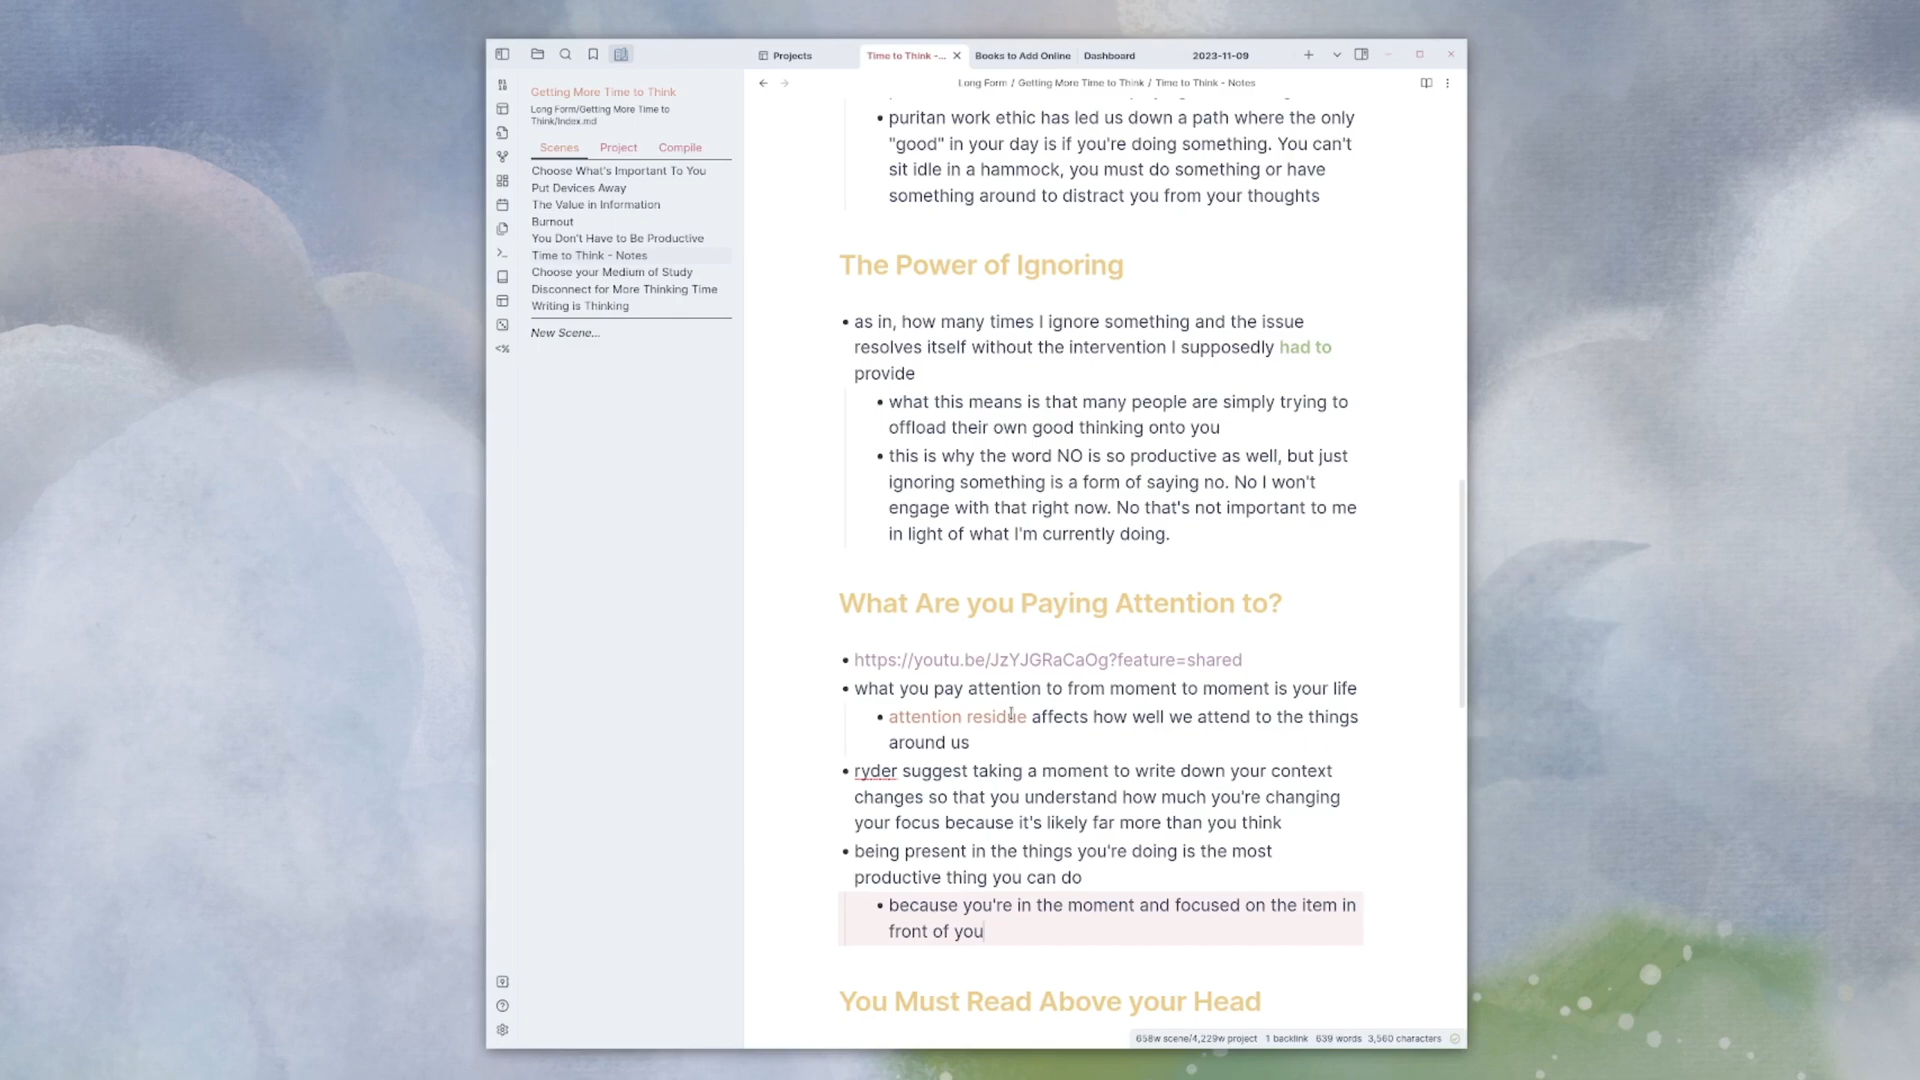 Projects
Time to Think -...
Books to Add Online
Dashboard
2023-11-09
Getting More Time to Think
Long Form/Getting More Time to
Think/Index.md
Scenes
Project
Compile
Choose What's Important To You
Put Devices Away
The Value in Information
Burnout
You Don't Have to Be Productive
Time to Think - Notes
Choose your Medium of Study
Disconnect for More Thinking Time
Writing is Thinking
New Scene...
Long Form / Getting More Time to Think / Time to Think - Notes
• puritan work ethic has led us down a path where the only
"good" in your day is if you're doing something. You can't
sit idle in a hammock, you must do something or have
something around to distract you from your thoughts
The Power of Ignoring
• as in, how many times I ignore something and the issue
resolves itself without the intervention I supposedly had to
provide
• what this means is that many people are simply trying to
offload their own good thinking onto you
• this is why the word NO is so productive as well, but just
ignoring something is a form of saying no. No I won't
engage with that right now. No that's not important to me
in light of what I'm currently doing.
What Are you Paying Attention to?
• https://youtu.be/JzYJGRaCaOg?feature=shared
• what you pay attention to from moment to moment is your life
• attention residue affects how well we attend to the things
around us
• ryder suggest taking a moment to write down your context
changes so that you understand how much you're changing
your focus because it's likely far more than you think
• being present in the things you're doing is the most
productive thing you can do
• because you're in the moment and focused on the item in
front of you
You Must Read Above your Head
658w scene/4,229w project 1 backlink 639 words 3,560 characters